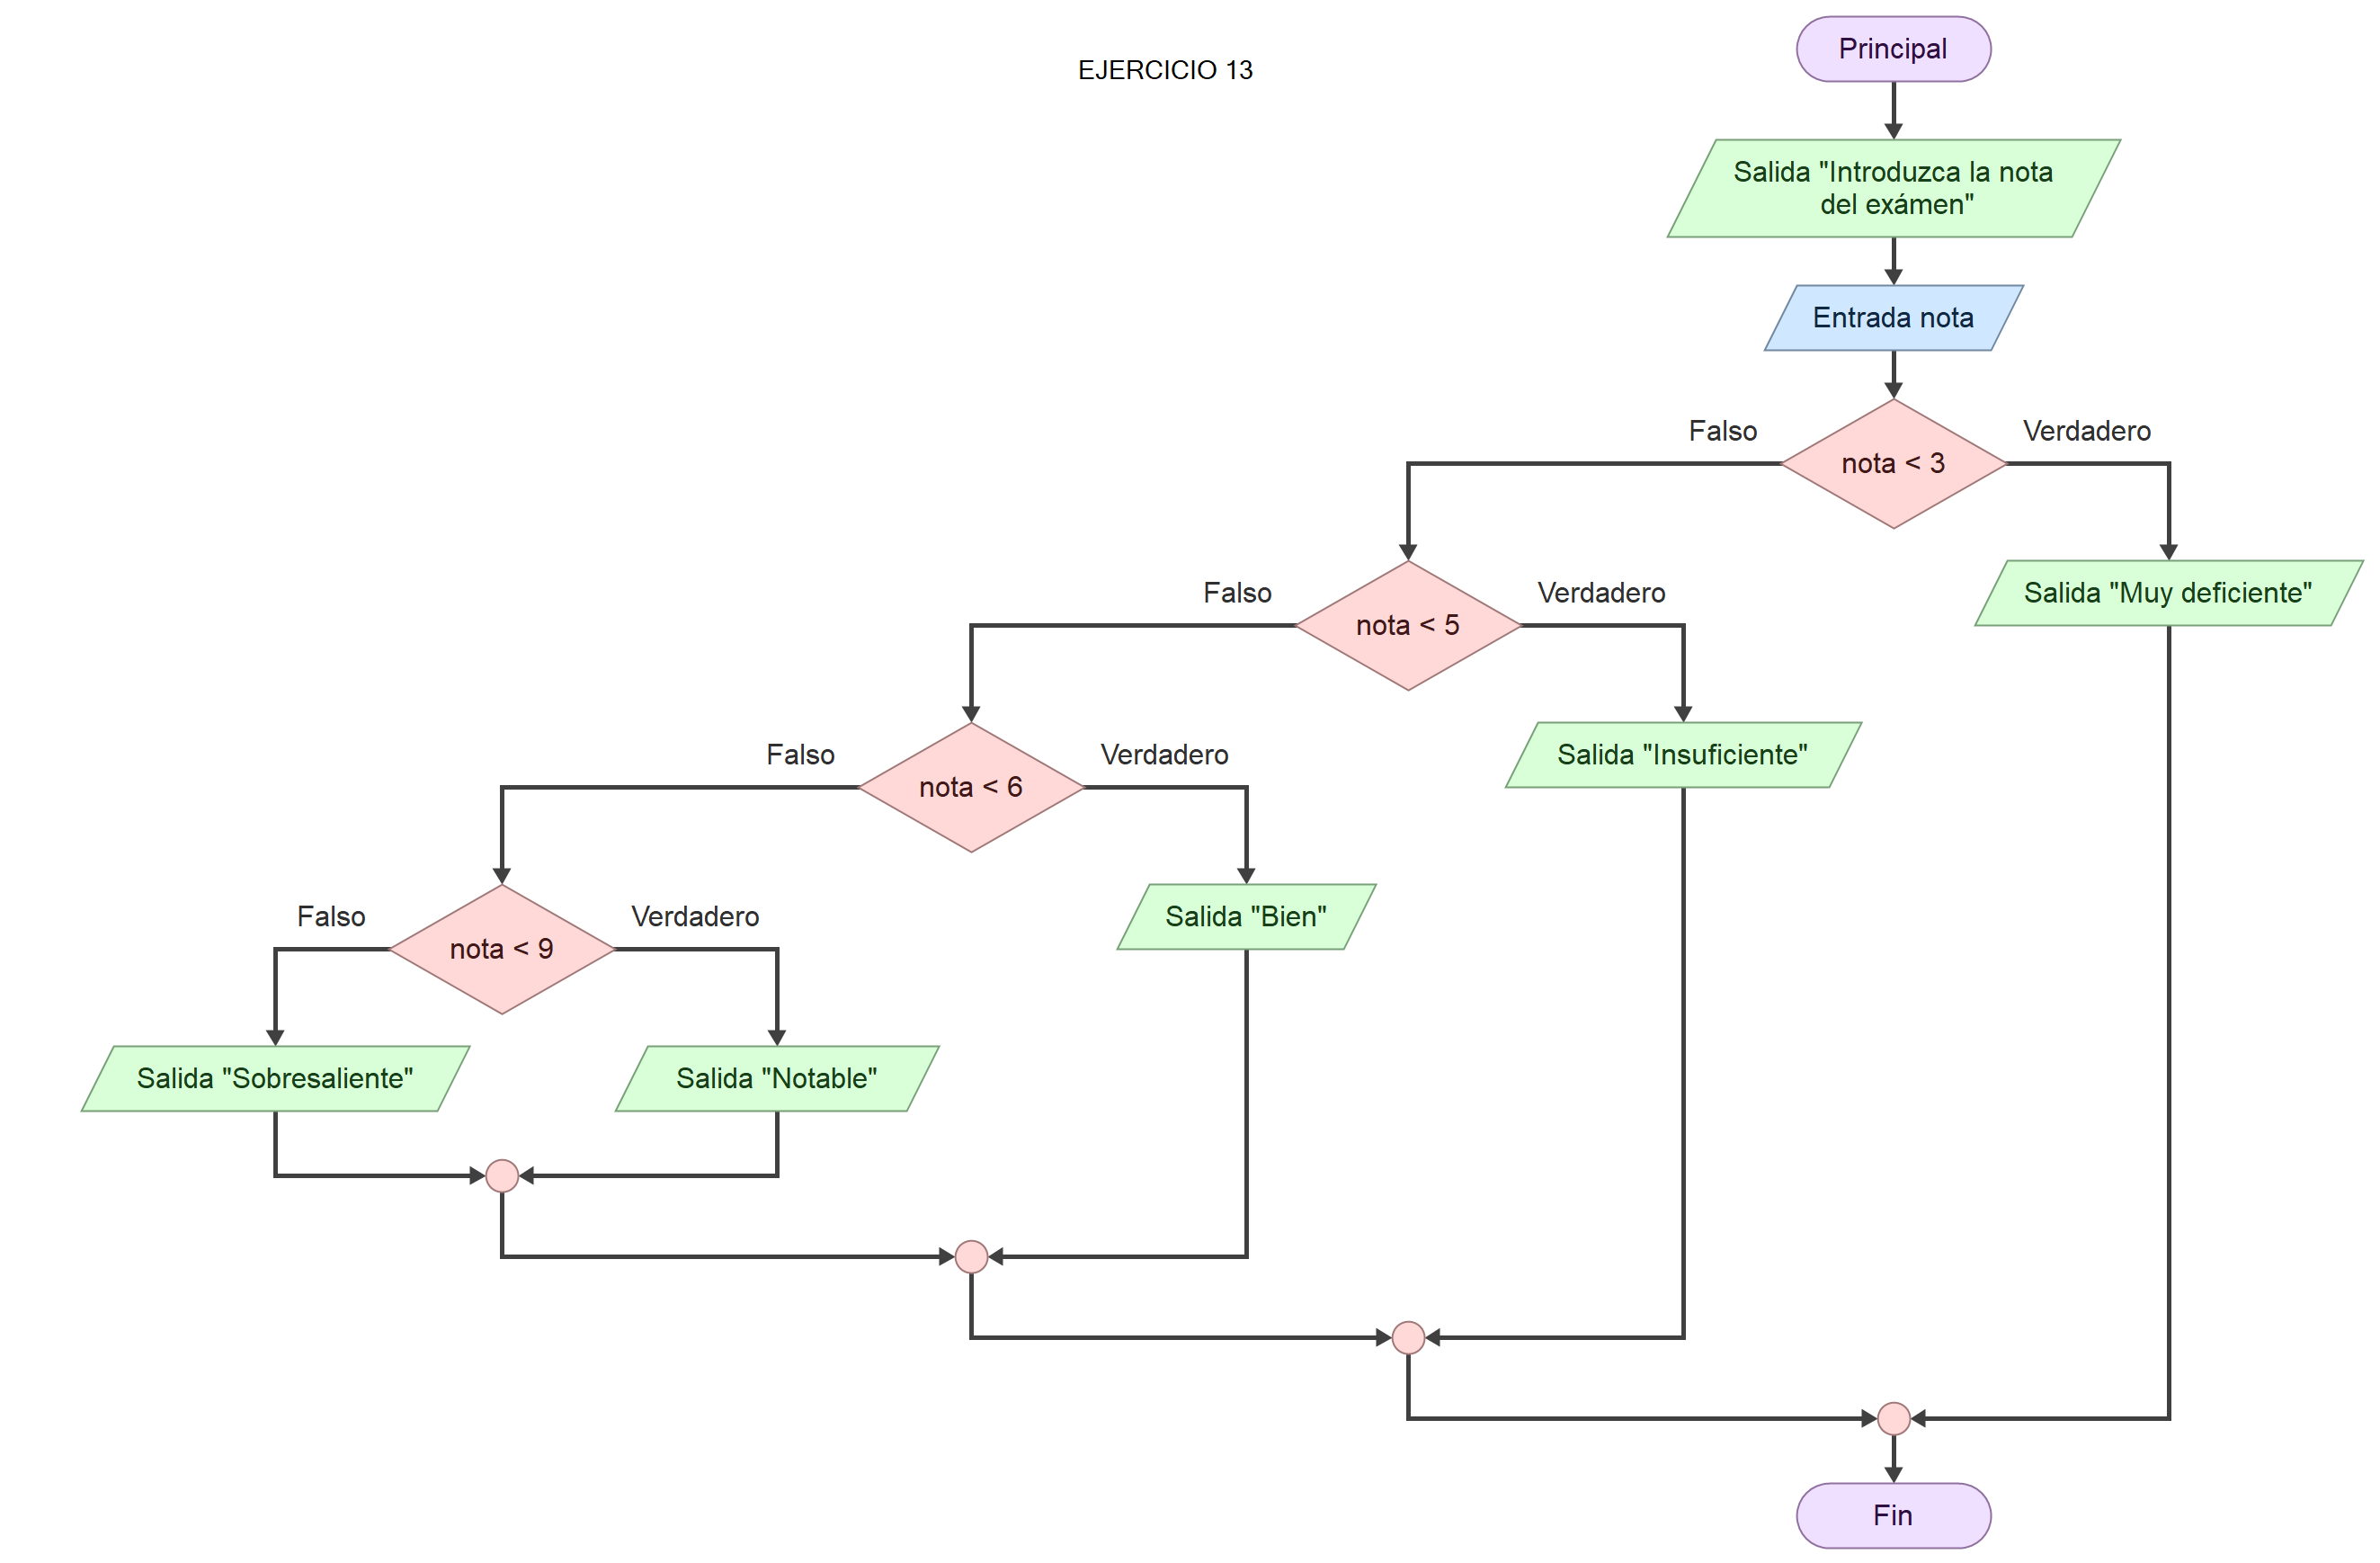 Principal
EJERCICIO 13
Salida "Introduzca la nota
del exámen"
Entrada nota
Falso
Verdadero
nota < 3
Falso
Verdadero
Salida "Muy deficiente"
nota < 5
Falso
Verdadero
Salida "Insuficiente"
nota < 6
Falso
Verdadero
Salida "Bien"
nota < 9
Salida "Sobresaliente"
Salida "Notable"
Fin